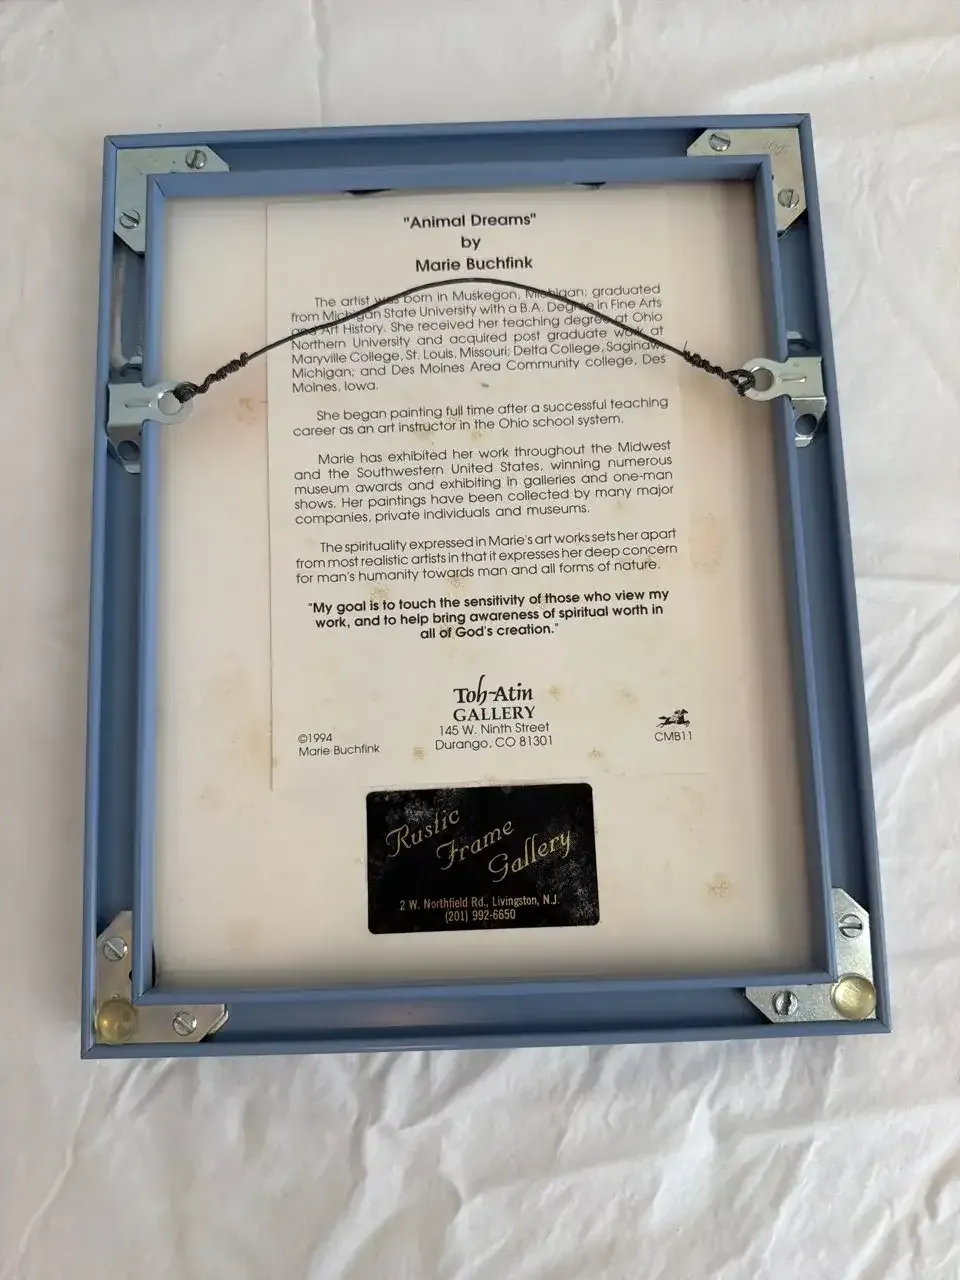 "Animal Dreams"
by
Marie Buchfink
The artist was born in Muskegon, Michigan; graduated
from Michigan State University with a B.A. Degree in Fine Arts
and Art History. She received her teaching degree at Ohio
Northern University and acquired post graduate work at
Maryville College, St. Louis, Missouri; Delta College, Saginaw,
Michigan; and Des Moines Area Community college, Des
Moines, Iowa.
She began painting full time after a successful teaching
career as an art instructor in the Ohio school system.
Marie has exhibited her work throughout the Midwest
and the Southwestern United States, winning numerous
museum awards and exhibiting in galleries and one-man
shows. Her paintings have been collected by many major
companies, private individuals and museums.
The spirituality expressed in Marie's art works sets her apart
from most realistic artists in that it expresses her deep concern
for man's humanity towards man and all forms of nature.
"My goal is to touch the sensitivity of those who view my
work, and to help bring awareness of spiritual worth in
all of God's creation."
Toh-Atin
GALLERY
145 W. Ninth Street
Durango, CO 81301
©1994
Marie Buchfink
CMB11
Rustic
Frame
Gallery
2 W. Northfield Rd., Livingston, N.J.
(201) 992-6650